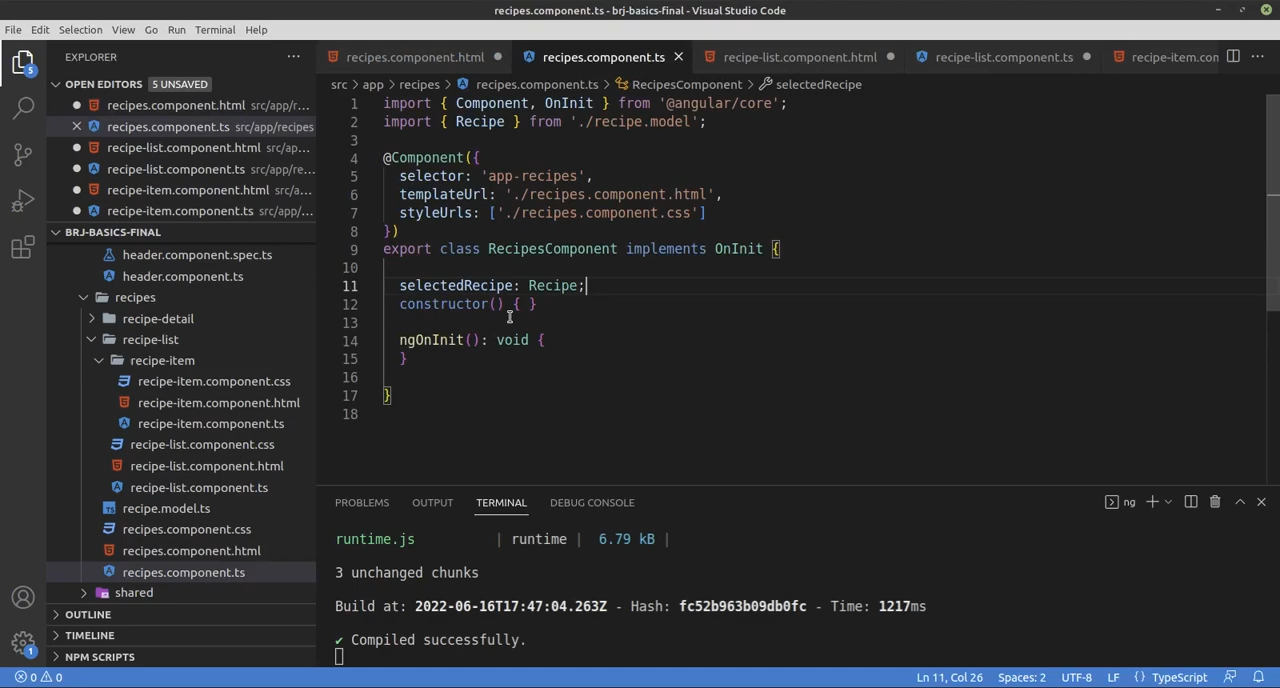 recipes.component.ts - brj-basics-final - Visual Studio Code
File Edit Selection View Go Run Terminal Help
5
EXPLORER
OPEN EDITORS 5 UNSAVED
recipes.component.html src/app/r...
recipes.component.ts src/app/recipes
recipe-list.component.html src/ap...
recipe-list.component.ts src/app/re...
recipe-item.component.html src/a...
recipe-item.component.ts src/app/...
BRJ-BASICS-FINAL
header.component.spec.ts
header.component.ts
recipes
recipe-detail
recipe-list
recipe-item
recipe-item.component.css
recipe-item.component.html
recipe-item.component.ts
recipe-list.component.css
recipe-list.component.html
recipe-list.component.ts
recipe.model.ts
recipes.component.css
recipes.component.html
recipes.component.ts
shared
OUTLINE
TIMELINE
NPM SCRIPTS
1
recipes.component.html recipes.component.ts recipe-list.component.html recipe-list.component.ts recipe-item.con
src > app > recipes > recipes.component.ts > RecipesComponent > selectedRecipe
1 import { Component, OnInit } from '@angular/core';
2 import { Recipe } from './recipe.model';
3
4 @Component({
5 selector: 'app-recipes',
6 templateUrl: './recipes.component.html',
7 styleUrls: ['./recipes.component.css']
8 })
9 export class RecipesComponent implements OnInit {
10
11 selectedRecipe: Recipe;
12 constructor() { }
13
14 ngOnInit(): void {
15 }
16
17 }
18
PROBLEMS OUTPUT TERMINAL DEBUG CONSOLE ng
runtime.js | runtime | 6.79 kB |
3 unchanged chunks
Build at: 2022-06-16T17:47:04.263Z - Hash: fc52b963b09db0fc - Time: 1217ms
✔ Compiled successfully.
0 0 Ln 11, Col 26 Spaces: 2 UTF-8 LF {} TypeScript